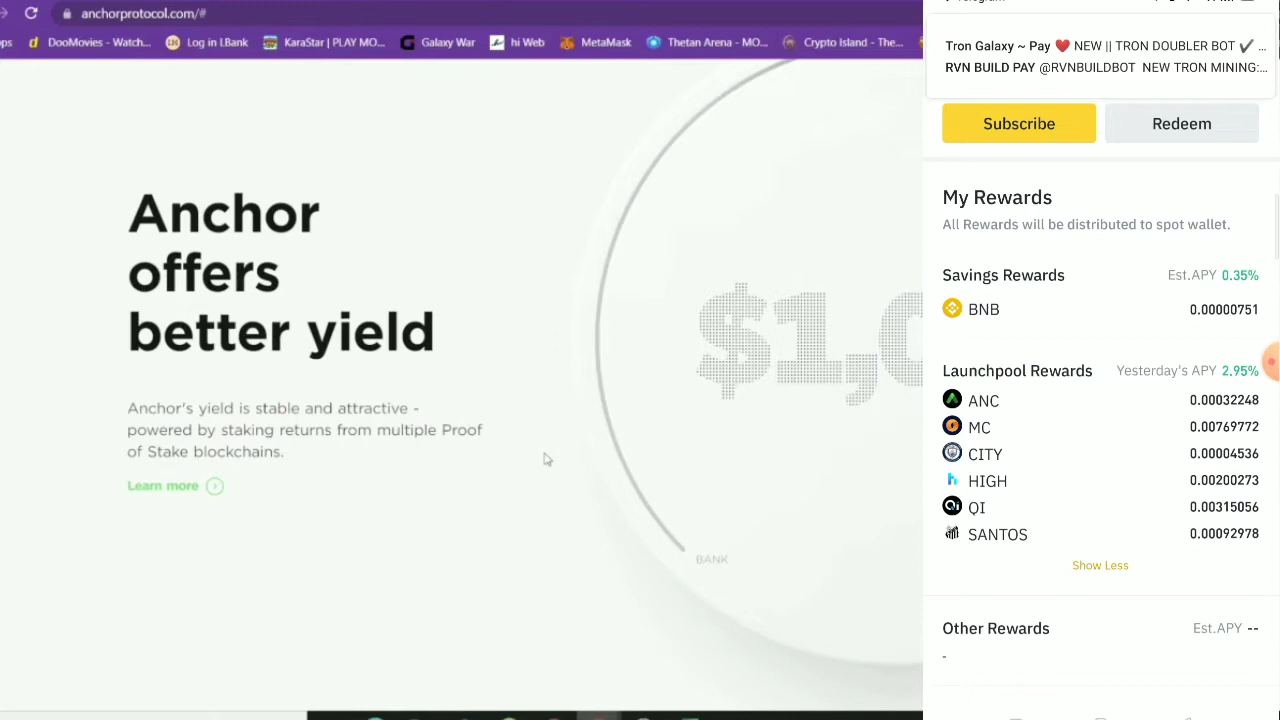 anchorprotocol.com/#
ps DooMovies - Watch... Log in LBank KaraStar | PLAY MO... Galaxy War hi Web MetaMask Thetan Arena - MO... Crypto Island - The...
Anchor
offers
better yield
Anchor's yield is stable and attractive -
powered by staking returns from multiple Proof
of Stake blockchains.
Learn more
$1,0
BANK
Tron Galaxy ~ Pay ❤️ NEW || TRON DOUBLER BOT ✔️ ...
RVN BUILD PAY @RVNBUILDBOT NEW TRON MINING:...
Subscribe Redeem
My Rewards
All Rewards will be distributed to spot wallet.
Savings Rewards Est.APY 0.35%
BNB 0.00000751
Launchpool Rewards Yesterday's APY 2.95%
ANC 0.00032248
MC 0.00769772
CITY 0.00004536
HIGH 0.00200273
QI 0.00315056
SANTOS 0.00092978
Show Less
Other Rewards Est.APY --
-